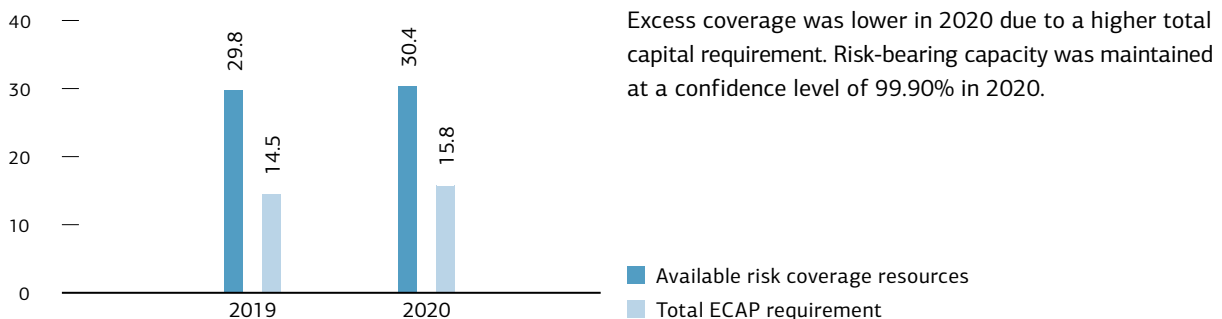 40
30
20
10
0
29.8
14.5
30.4
15.8
2019
2020
Excess coverage was lower in 2020 due to a higher total
capital requirement. Risk-bearing capacity was maintained
at a confidence level of 99.90% in 2020.
Available risk coverage resources
Total ECAP requirement